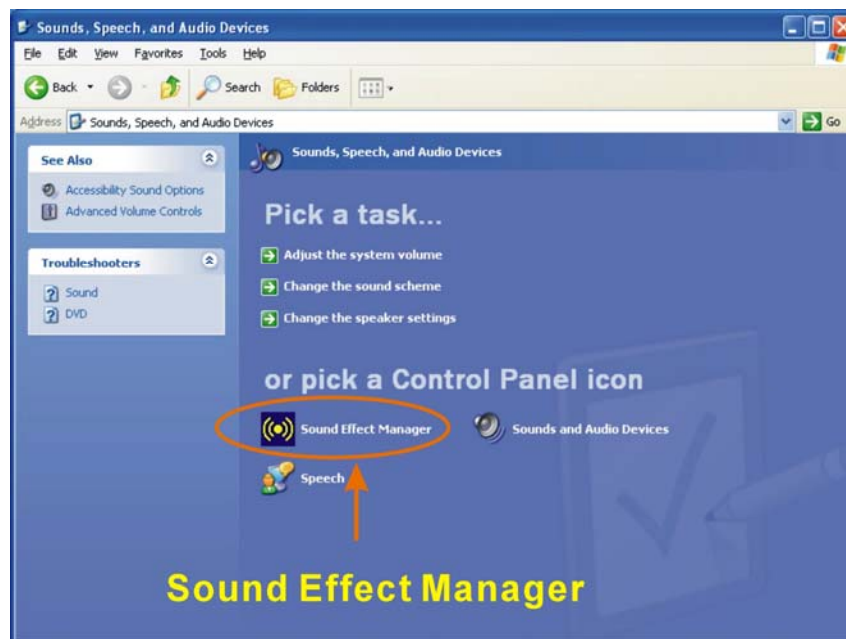 Sounds, Speech, and Audio Devices
File Edit View Favorites Tools Help
Back Search Folders
Address Sounds, Speech, and Audio Devices Go
See Also
Accessibility Sound Options
Advanced Volume Controls
Troubleshooters
Sound
DVD
Sounds, Speech, and Audio Devices
Pick a task...
Adjust the system volume
Change the sound scheme
Change the speaker settings
or pick a Control Panel icon
Sound Effect Manager Sounds and Audio Devices
Speech
Sound Effect Manager